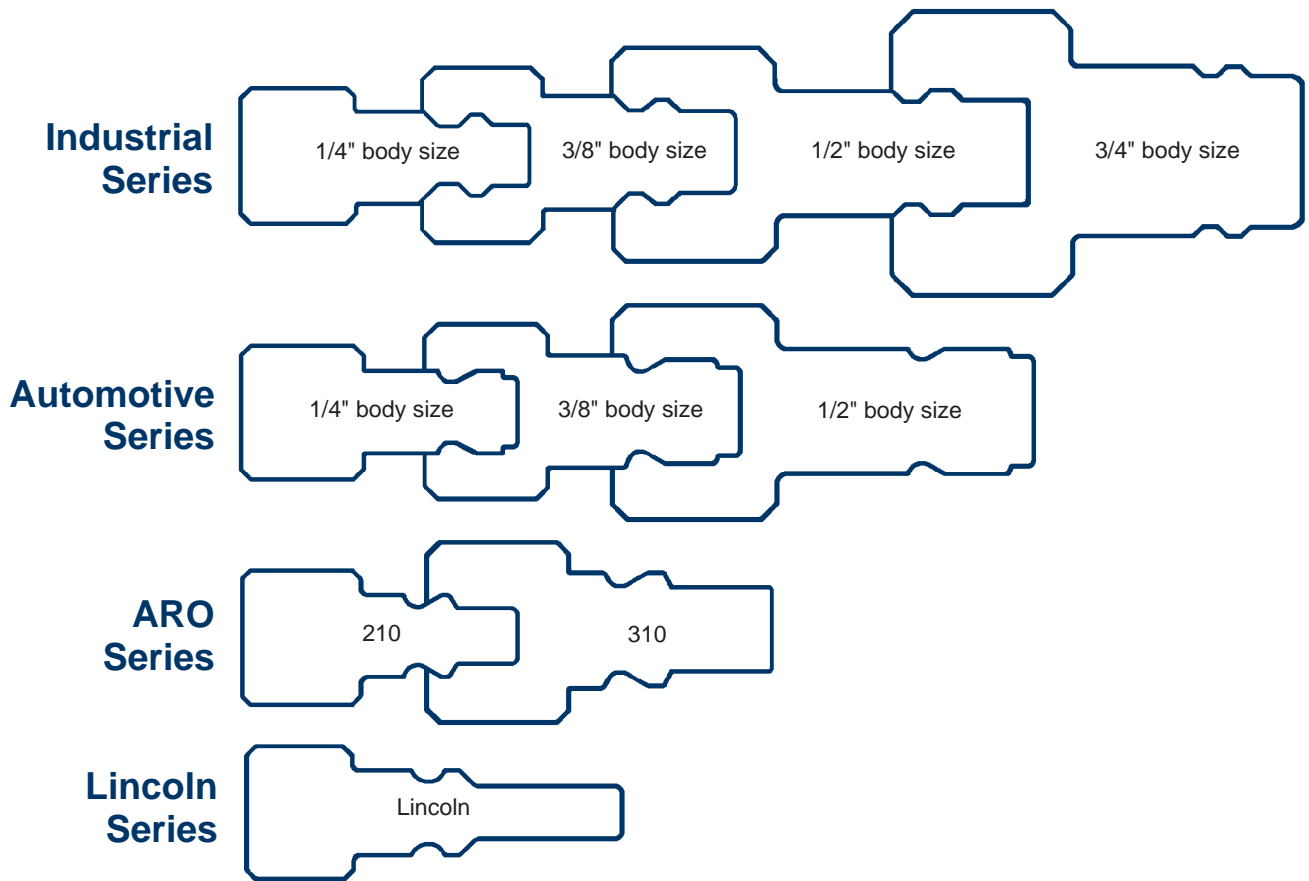 Industrial
Series
1/4" body size
3/8" body size
1/2" body size
3/4" body size
Automotive
Series
1/4" body size
3/8" body size
1/2" body size
ARO
Series
210
310
Lincoln
Series
Lincoln